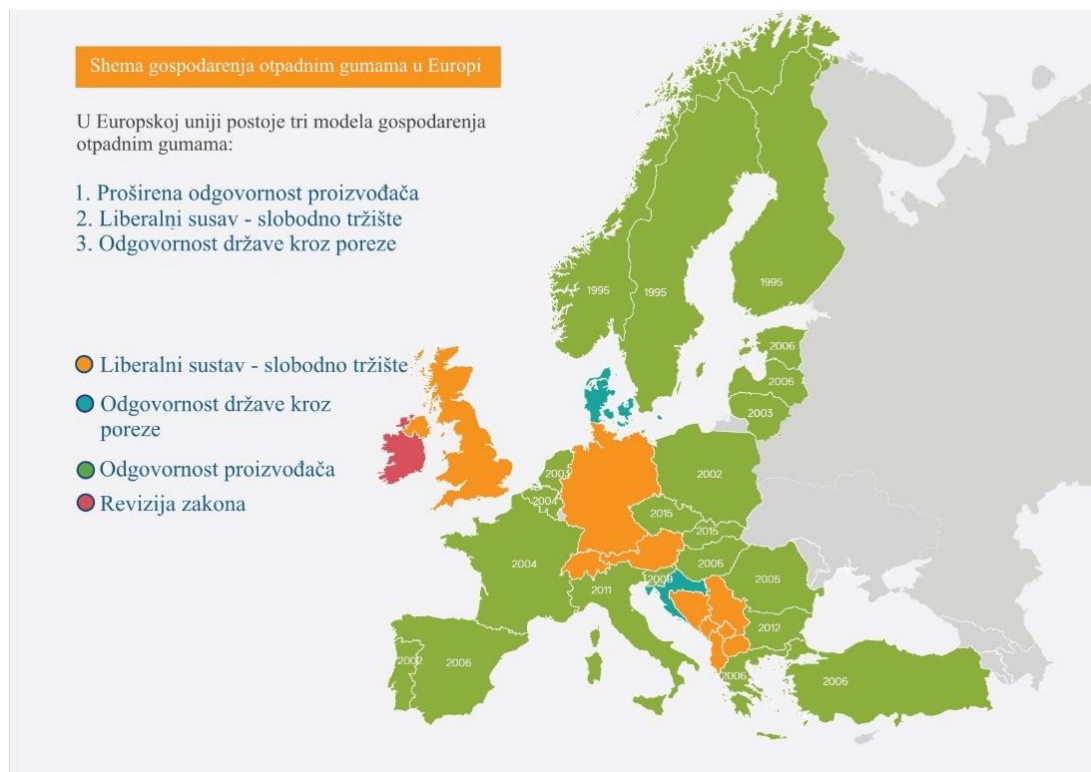 Shema gospodarenja otpadnim gumama u Europi
U Europskoj uniji postoje tri modela gospodarenja
otpadnim gumama:
1. Proširena odgovornost proizvođača
2. Liberalni susav - slobodno tržište
3. Odgovornost države kroz poreze
Liberalni sustav - slobodno tržište
Odgovornost države kroz
poreze
Odgovornost proizvođača
Revizija zakona
1995
1995
1995
2006
2006
2003
2003
2004
2002
2015
2015
2004
2006
2005
2009
2011
2012
2002
2006
2006
2006